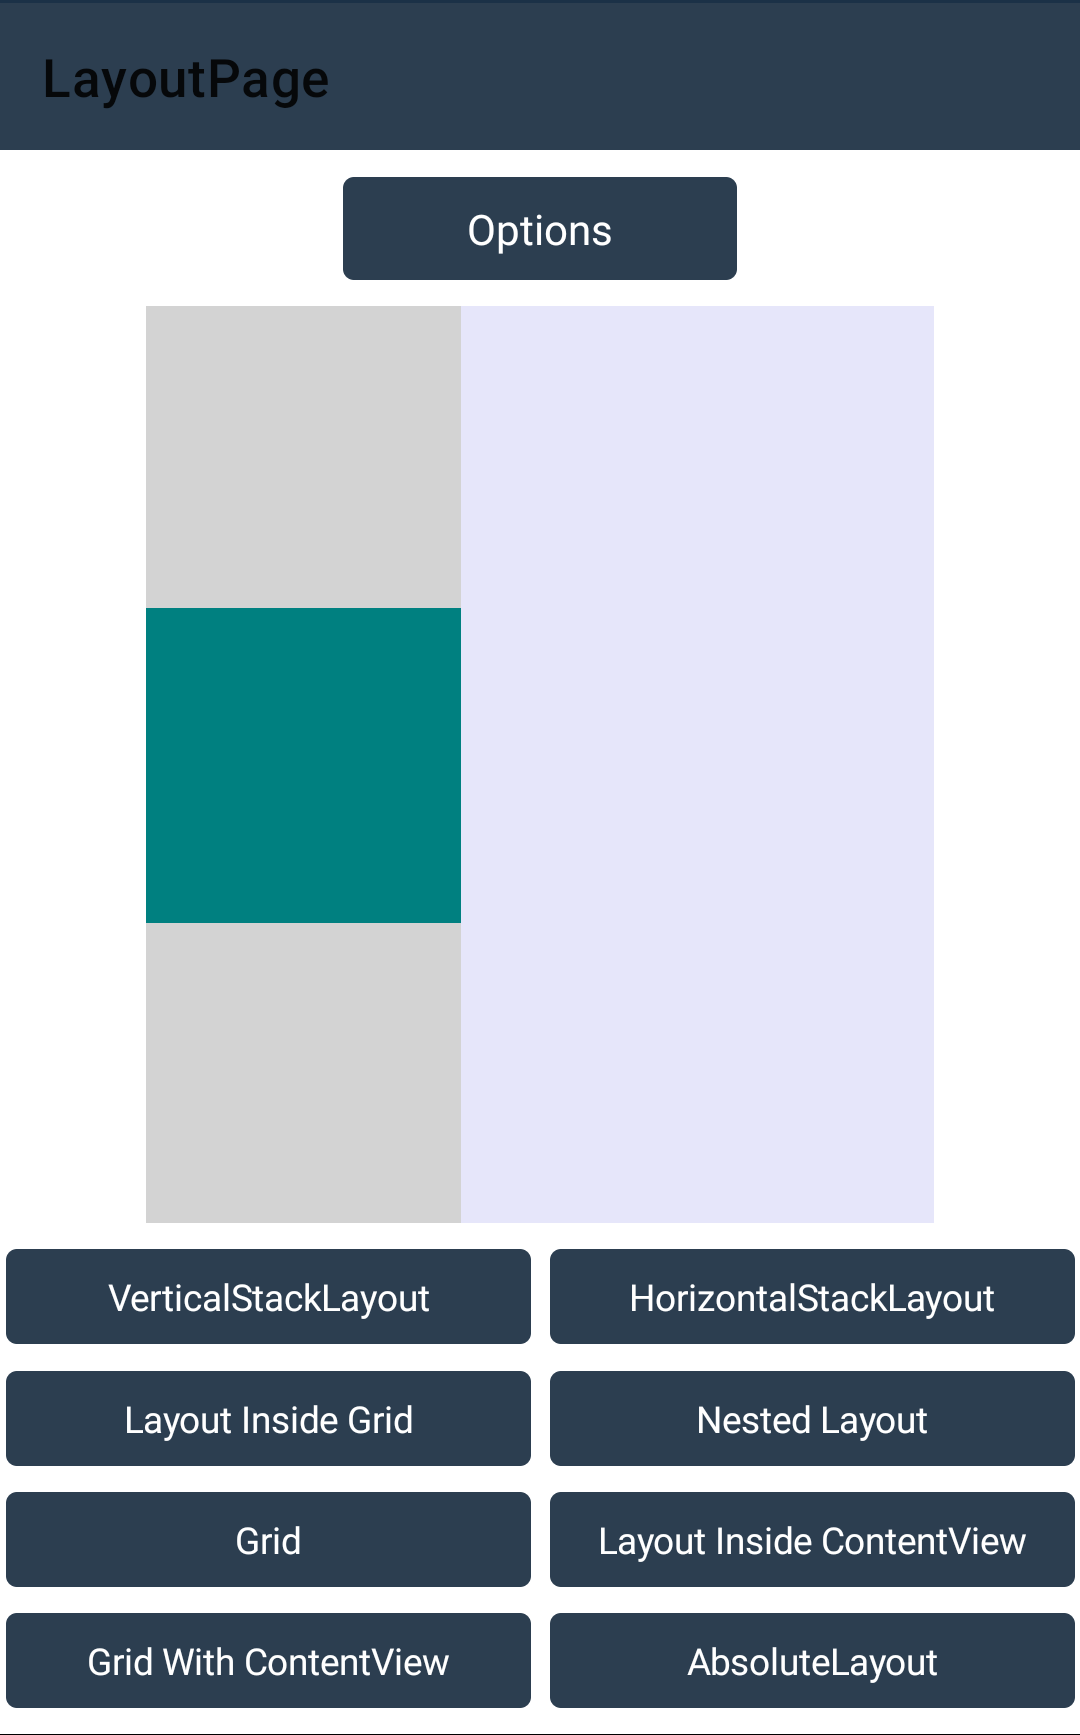 LayoutPage
Options
VerticalStackLayout
HorizontalStackLayout
Layout Inside Grid
Nested Layout
Grid
Layout Inside ContentView
Grid With ContentView
AbsoluteLayout